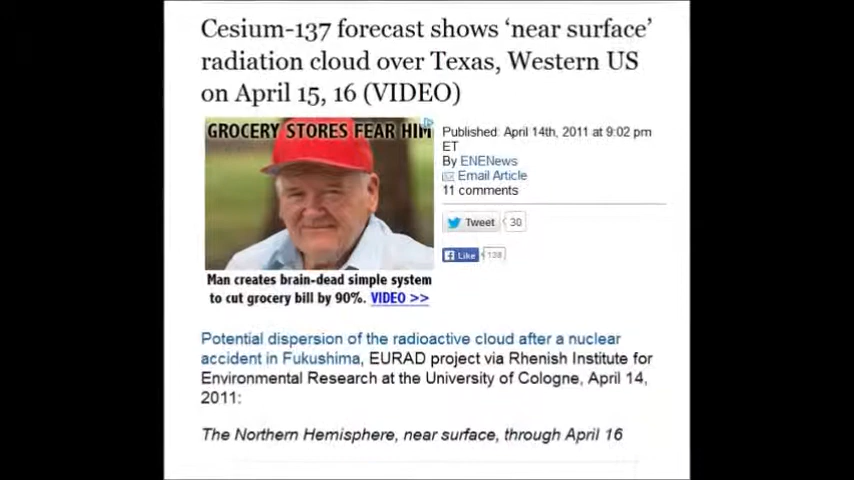 Cesium-137 forecast shows ‘near surface’
radiation cloud over Texas, Western US
on April 15, 16 (VIDEO)
GROCERY STORES FEAR HIM
Man creates brain-dead simple system
to cut grocery bill by 90%. VIDEO >>
Published: April 14th, 2011 at 9:02 pm
ET
By ENENews
Email Article
11 comments
Tweet 30
Like 128
Potential dispersion of the radioactive cloud after a nuclear
accident in Fukushima, EURAD project via Rhenish Institute for
Environmental Research at the University of Cologne, April 14,
2011:
The Northern Hemisphere, near surface, through April 16